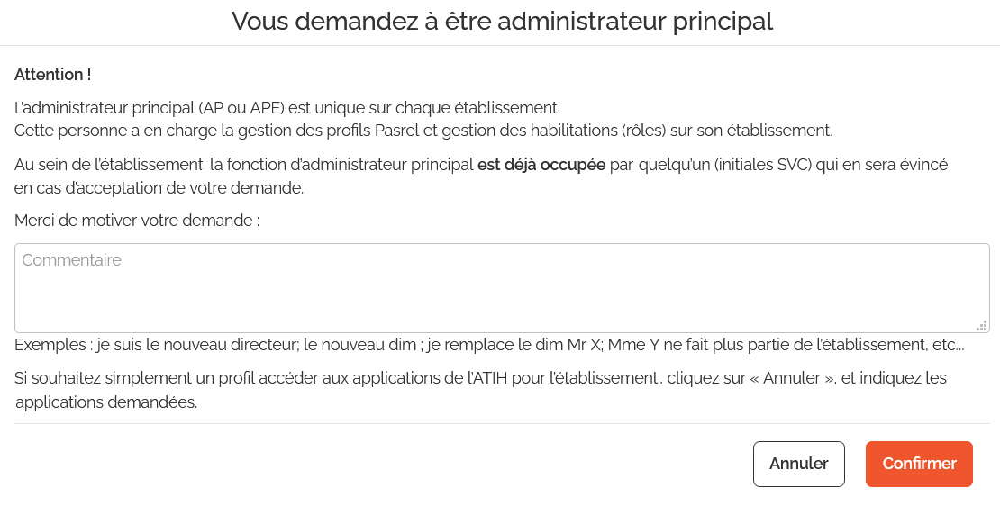 Vous demandez à être administrateur principal
Attention !
L'administrateur principal (AP ou APE) est unique sur chaque établissement.
Cette personne a en charge la gestion des profils Pasrel et gestion des habilitations (rôles) sur son établissement.
Au sein de l'établissement la fonction d'administrateur principal est déjà occupée par quelqu'un (initiales SVC) qui en sera évincé
en cas d'acceptation de votre demande.
Merci de motiver votre demande :
Commentaire
Exemples : je suis le nouveau directeur; le nouveau dim ; je remplace le dim Mr X; Mme Y ne fait plus partie de l'établissement, etc...
Si souhaitez simplement un profil accéder aux applications de l'ATIH pour l'établissement, cliquez sur « Annuler », et indiquez les
applications demandées.
Annuler Confirmer